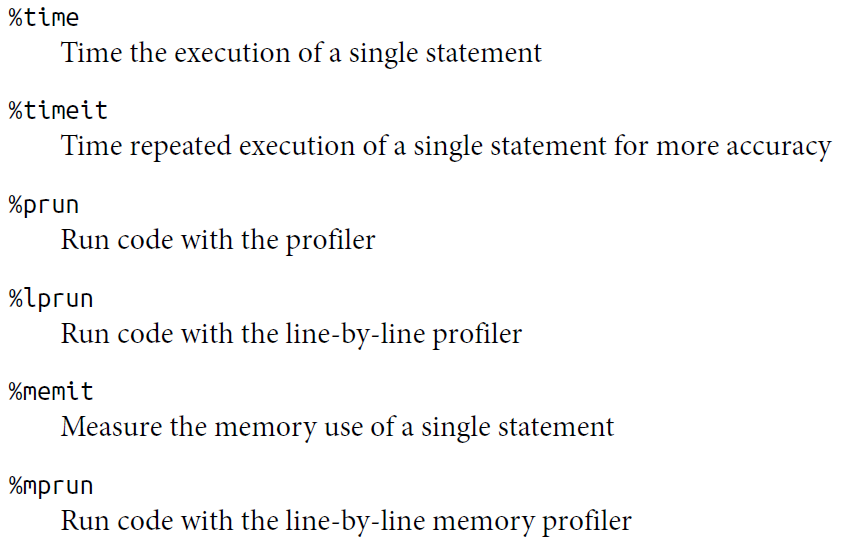 %time
Time the execution of a single statement
%timeit
Time repeated execution of a single statement for more accuracy
%prun
Run code with the profiler
%lprun
Run code with the line-by-line profiler
%memit
Measure the memory use of a single statement
%mprun
Run code with the line-by-line memory profiler